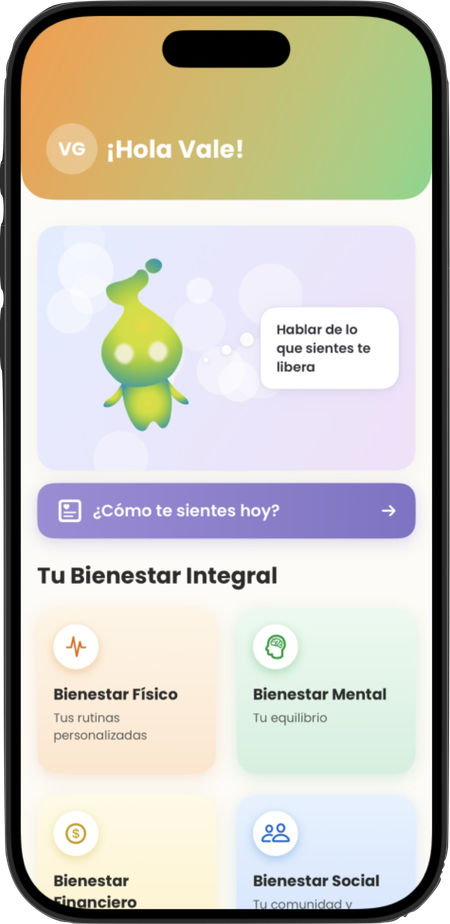 VG
¡Hola Vale!
Hablar de lo
que sientes te
libera
¿Cómo te sientes hoy?
Tu Bienestar Integral
Bienestar Físico
Tus rutinas
personalizadas
Bienestar Mental
Tu equilibrio
Bienestar
Financiero
Bienestar Social
Tu comunidad y